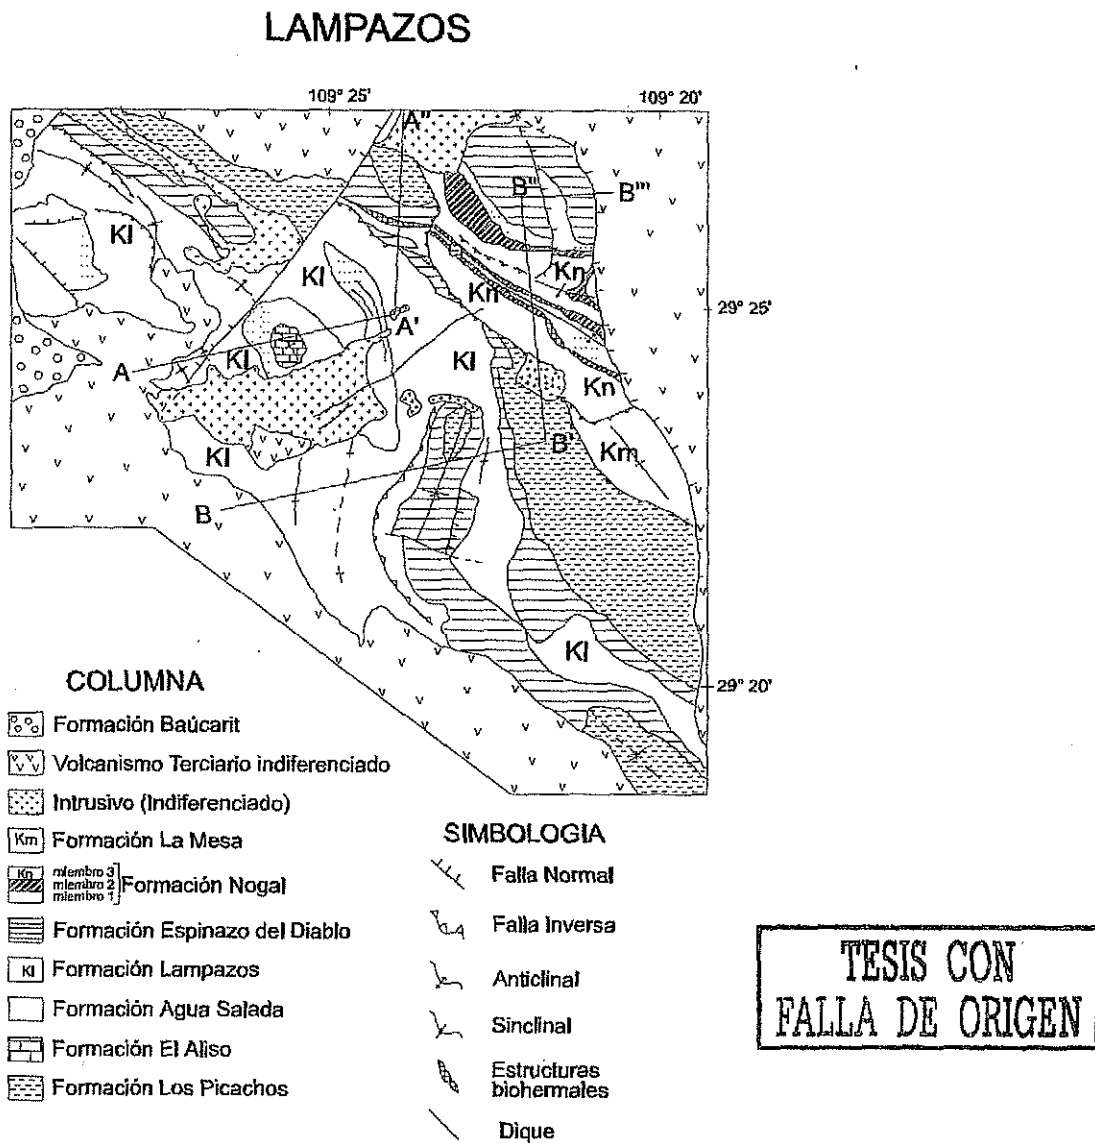 LAMPAZOS
109° 25'
109° 20'
A"
B"
B'"
Kl
Kn
Kl
Kn
29° 25'
A'
A
Kl
Kl
Kn
Kl
B'
Km
B
Kl
29° 20'
COLUMNA
Formación Baúcarit
Volcanismo Terciario indiferenciado
Intrusivo (Indiferenciado)
Km Formación La Mesa
Kn miembro 3
miembro 2 Formación Nogal
miembro 1
Formación Espinazo del Diablo
Kl Formación Lampazos
Formación Agua Salada
Formación El Aliso
Formación Los Picachos
SIMBOLOGIA
Falla Normal
Falla Inversa
Anticlinal
Sinclinal
Estructuras
biohermales
Dique
TESIS CON
FALLA DE ORIGEN